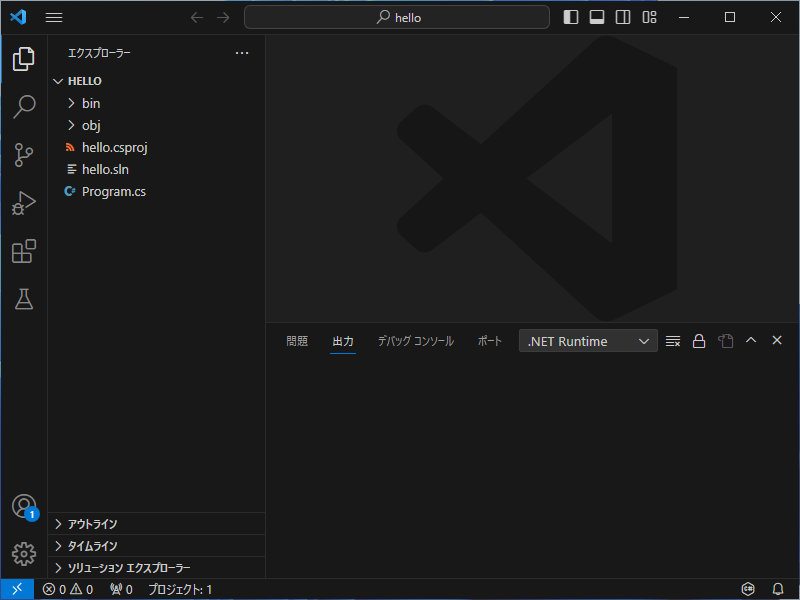 hello
エクスプローラー
HELLO
bin
obj
hello.csproj
hello.sln
C# Program.cs
問題 出力 デバッグ コンソール ポート .NET Runtime
1
アウトライン
タイムライン
ソリューション エクスプローラー
0 0 0 プロジェクト: 1